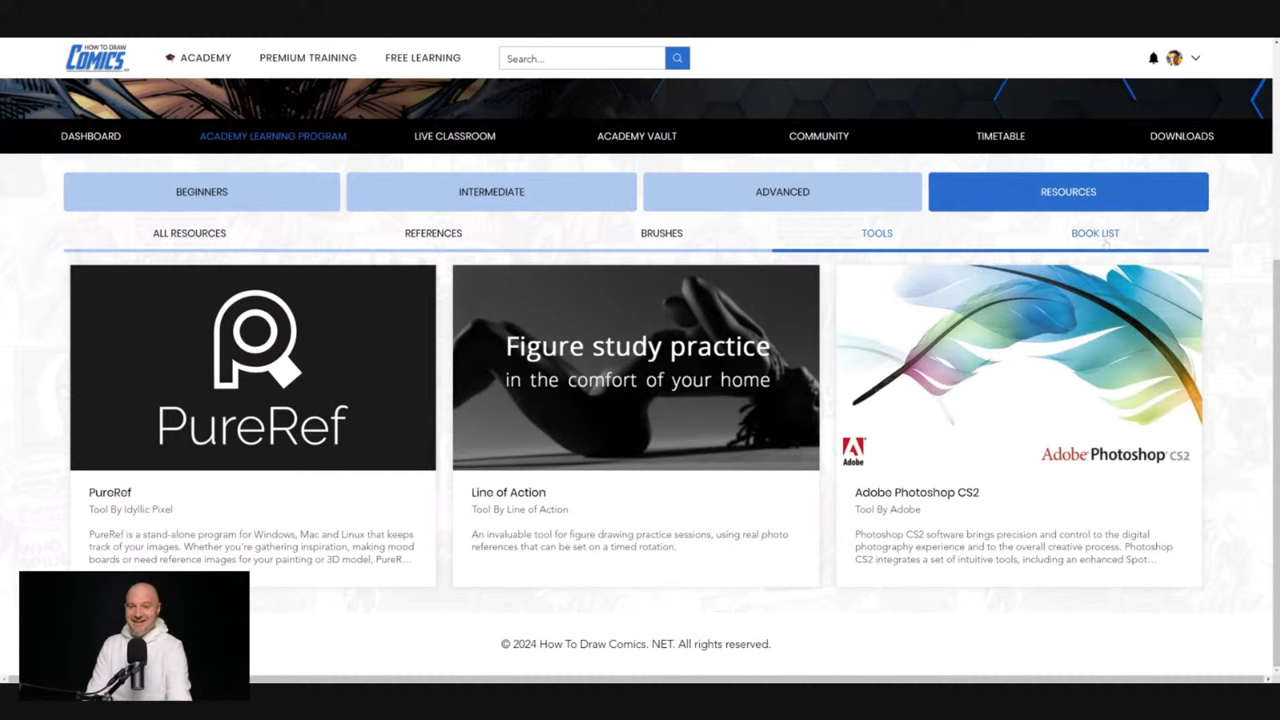 HOW TO DRAW
COMICS
.NET
ACADEMY
PREMIUM TRAINING
FREE LEARNING
Search...
DASHBOARD
ACADEMY LEARNING PROGRAM
LIVE CLASSROOM
ACADEMY VAULT
COMMUNITY
TIMETABLE
DOWNLOADS
BEGINNERS
INTERMEDIATE
ADVANCED
RESOURCES
ALL RESOURCES
REFERENCES
BRUSHES
TOOLS
BOOK LIST
PureRef
Figure study practice
in the comfort of your home
Adobe
Adobe Photoshop CS2
PureRef
Tool By Idyllic Pixel
PureRef is a stand-alone program for Windows, Mac and Linux that keeps
track of your images. Whether you're gathering inspiration, making mood
boards or need reference images for your painting or 3D model, PureR...
Line of Action
Tool By Line of Action
An invaluable tool for figure drawing practice sessions, using real photo
references that can be set on a timed rotation.
Adobe Photoshop CS2
Tool By Adobe
Photoshop CS2 software brings precision and control to the digital
photography experience and to the overall creative process. Photoshop
CS2 integrates a set of intuitive tools, including an enhanced Spot...
© 2024 How To Draw Comics. NET. All rights reserved.